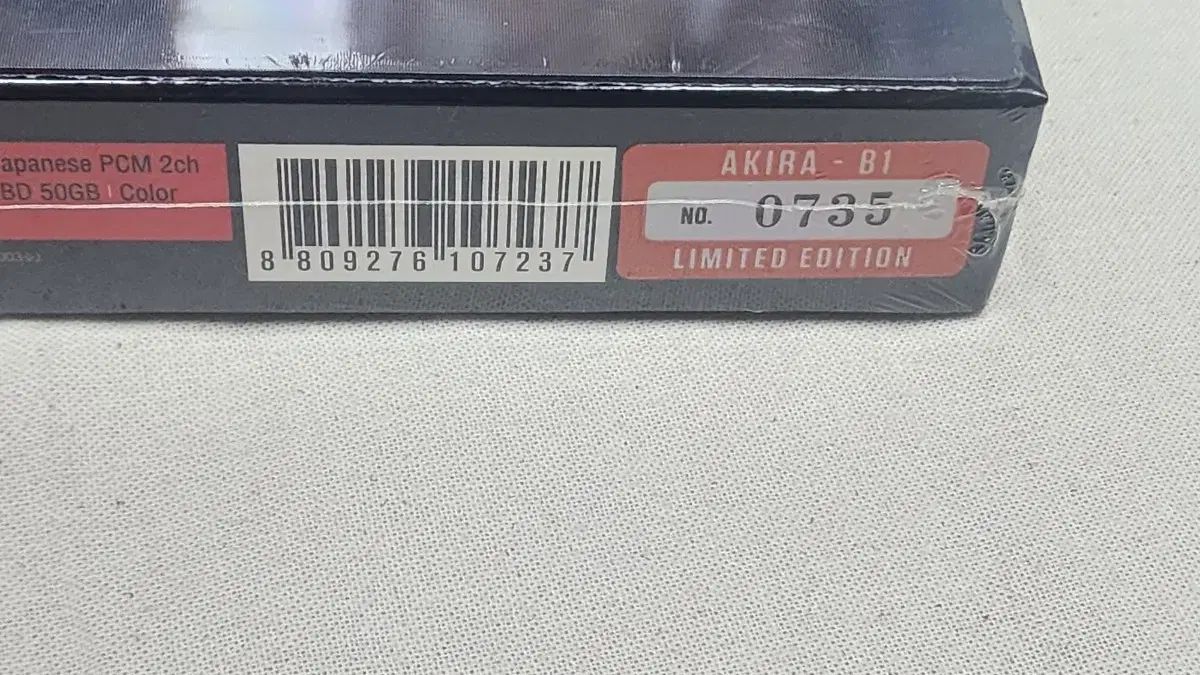 apanese PCM 2ch
BD 50GB | Color
8 809276 107237
AKIRA - B1
NO. 0735
LIMITED EDITION